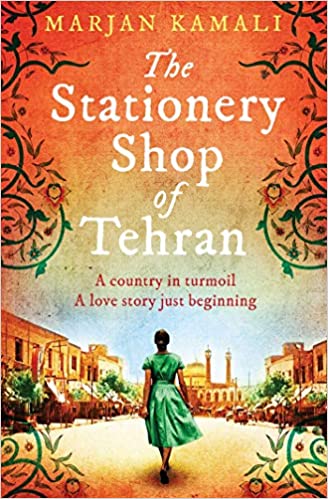 MARJAN KAMALI
The
Stationery
Shop
of
Tehran
A country in turmoil
A love story just beginning